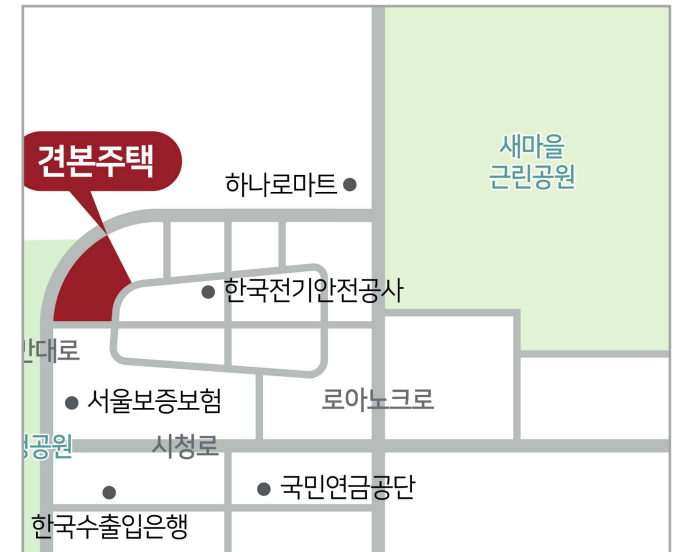 새마을
근린공원
견본주택
하나로마트
한국전기안전공사
대로
서울보증보험
로아노크로
공원
시청로
국민연금공단
한국수출입은행